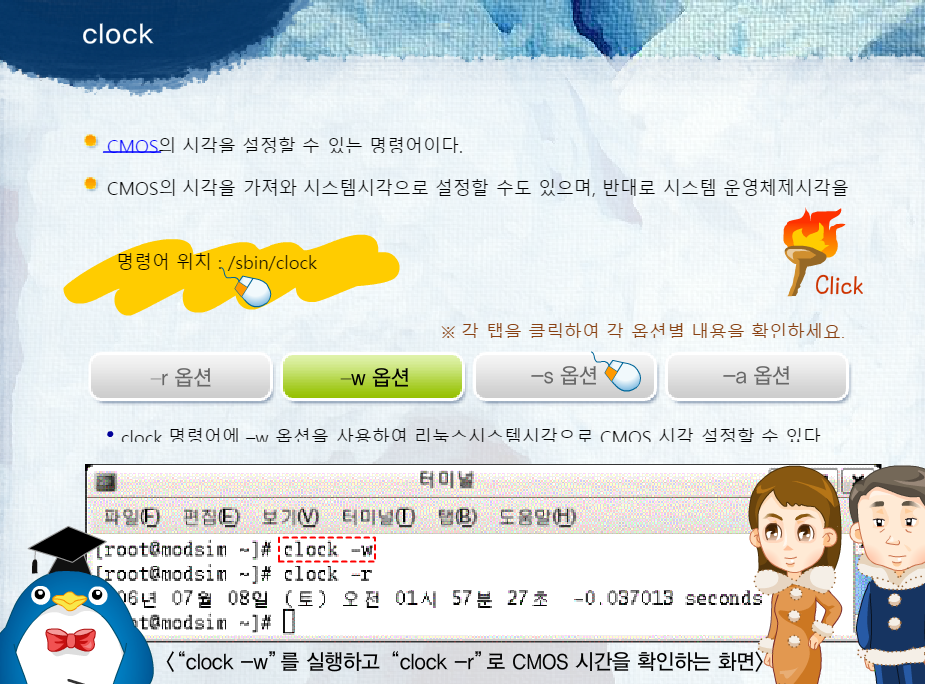 clock
CMOS의 시각을 설정할 수 있는 명령어이다.
CMOS의 시각을 가져와 시스템시각으로 설정할 수도 있으며, 반대로 시스템 운영체제시각을
명령어 위치 : /sbin/clock
Click
※ 각 탭을 클릭하여 각 옵션별 내용을 확인하세요.
–r 옵션 –w 옵션 –s 옵션 –a 옵션
• clock 명령어에 –w 옵션을 사용하여 리눅스시스템시각으로 CMOS 시각 설정할 수 있다
터미널
파일(F) 편집(E) 보기(V) 터미널(T) 탭(B) 도움말(H)
[root@modsim ~]# clock -w
[root@modsim ~]# clock -r
06년 07월 08일 (토) 오전 01시 57분 27초 -0.037013 seconds
ot@modsim ~]#
〈“clock –w”를 실행하고 “clock –r”로 CMOS 시간을 확인하는 화면〉